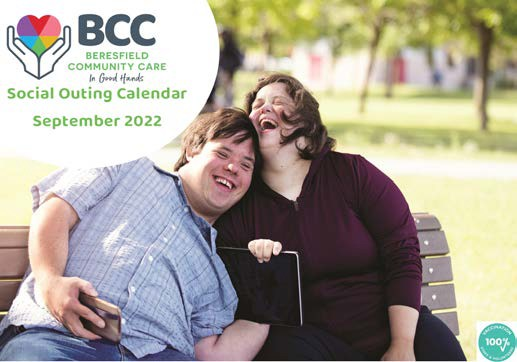 BCC
BERESFIELD
COMMUNITY CARE
In Good Hands
Social Outing Calendar
September 2022
VACCINATION
100%